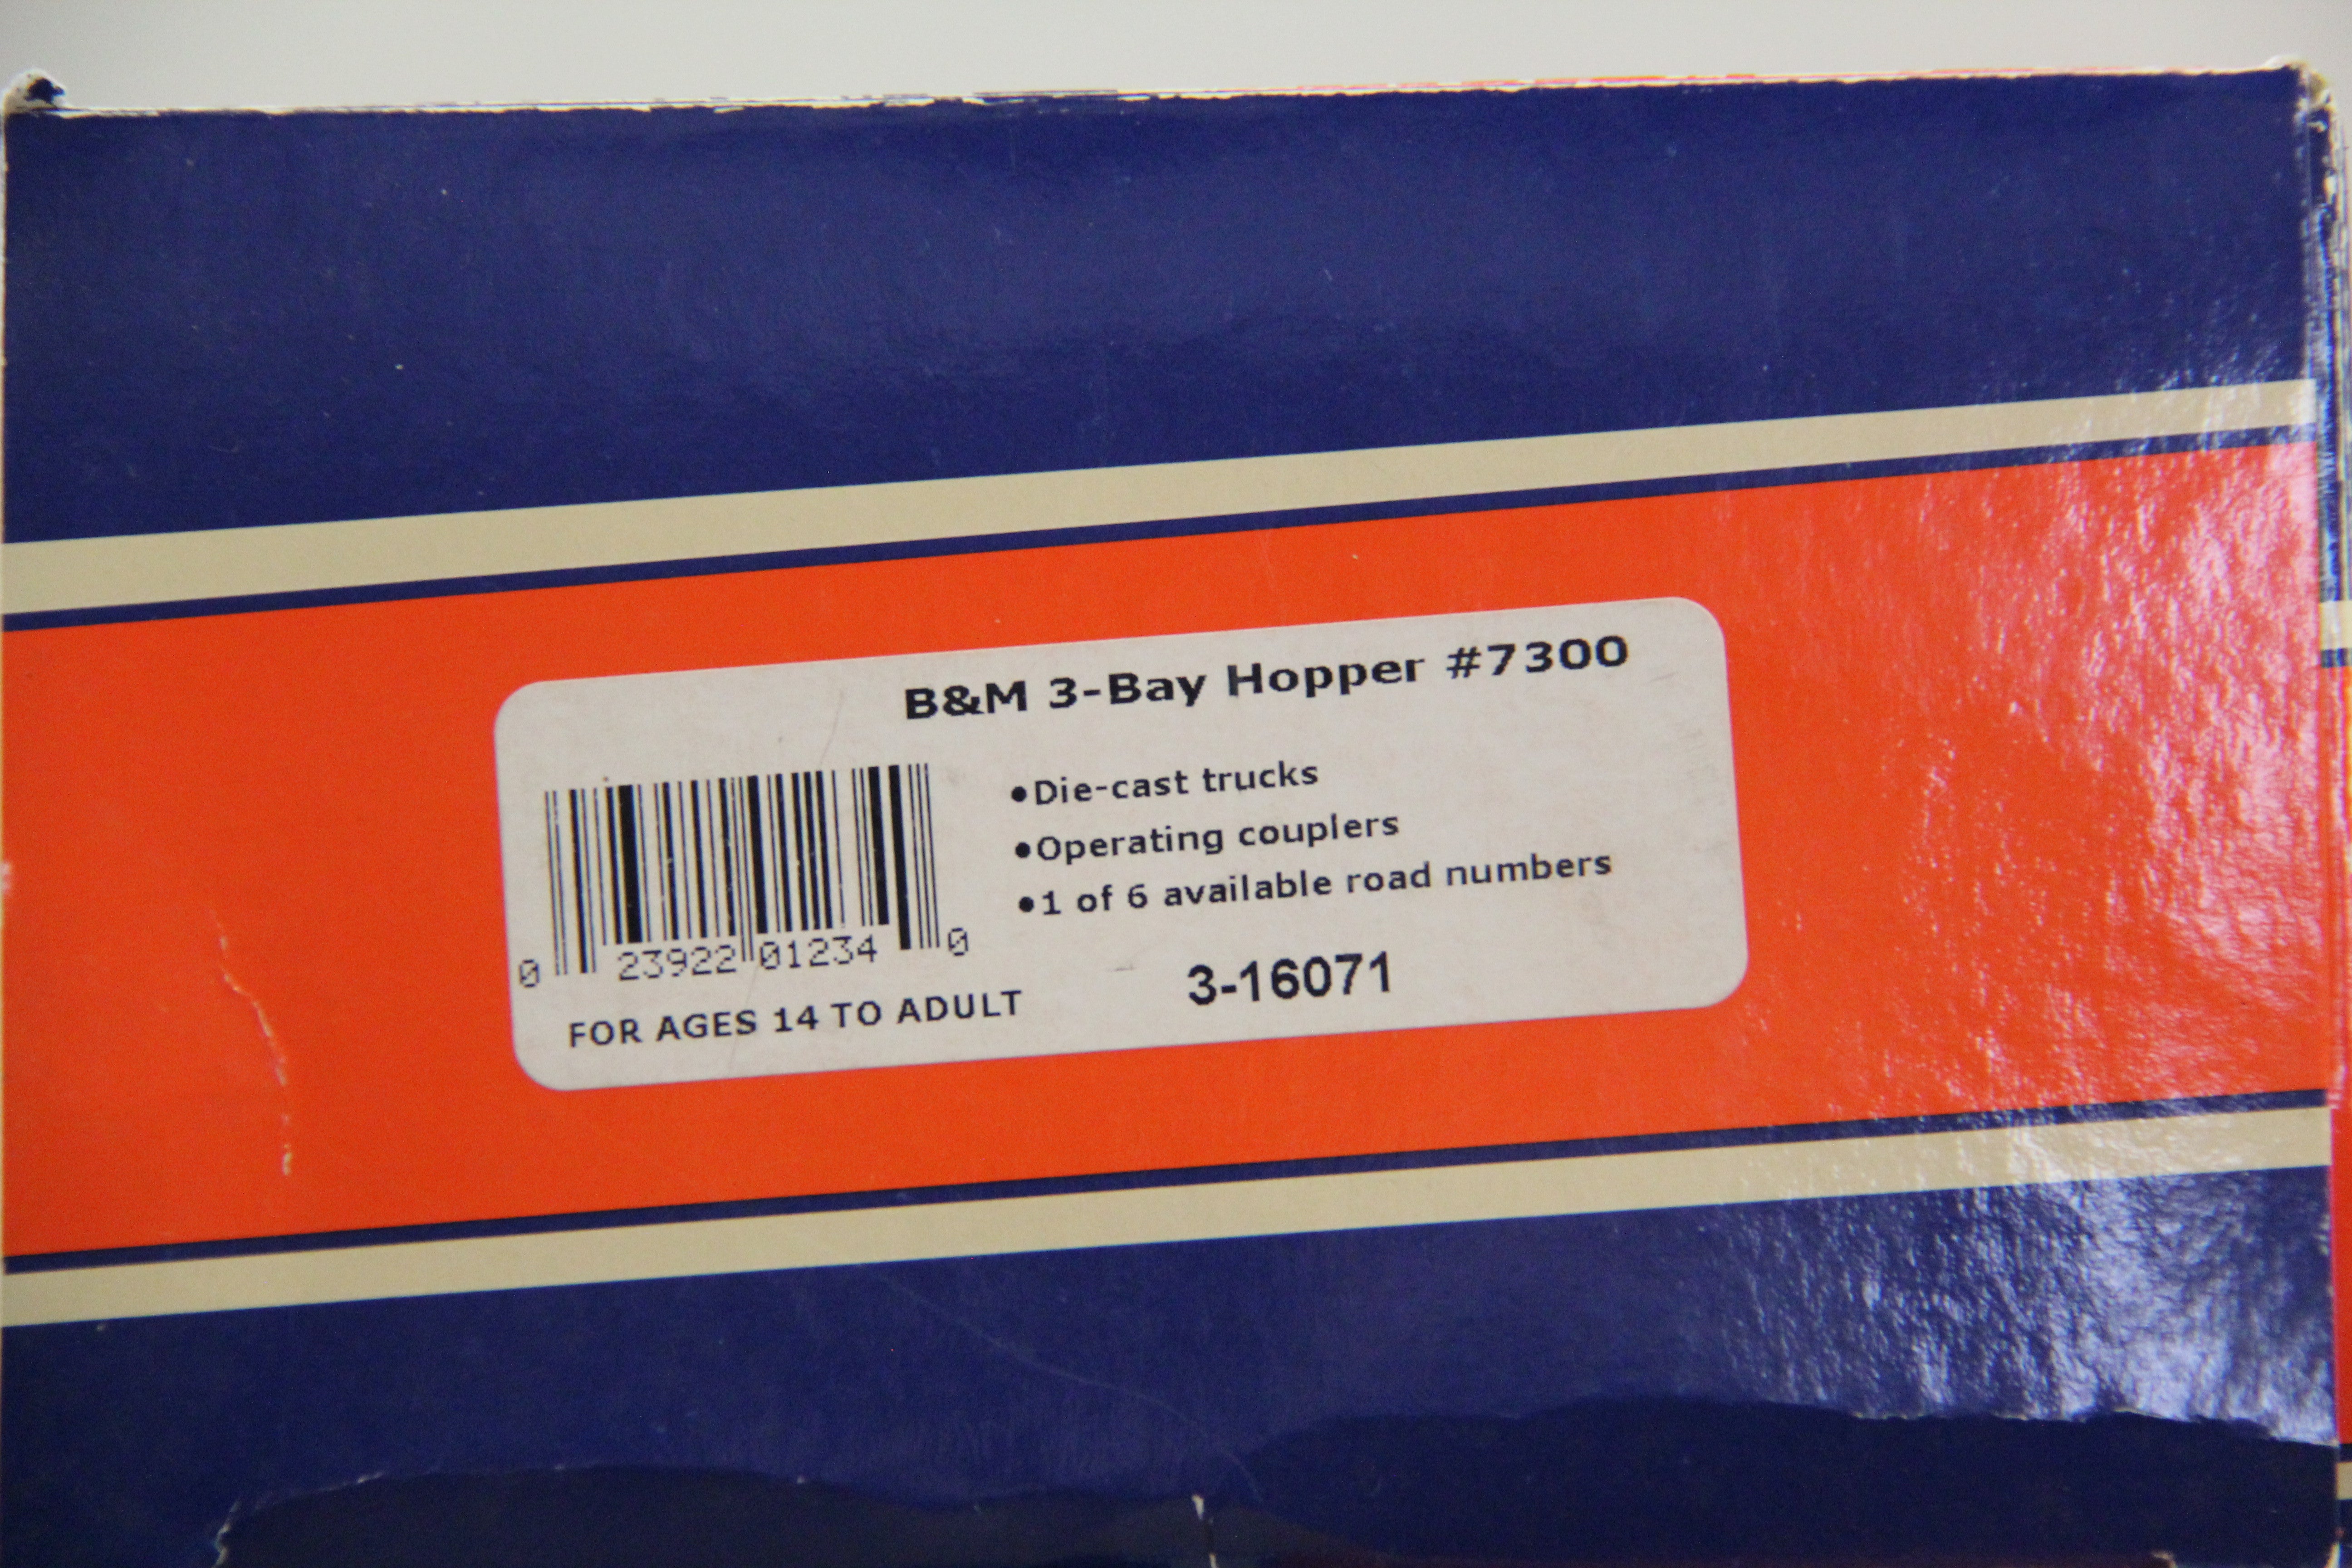 B&M 3-Bay Hopper #7300
•Die-cast trucks
•Operating couplers
•1 of 6 available road numbers
0 23922 01234 0
FOR AGES 14 TO ADULT
3-16071